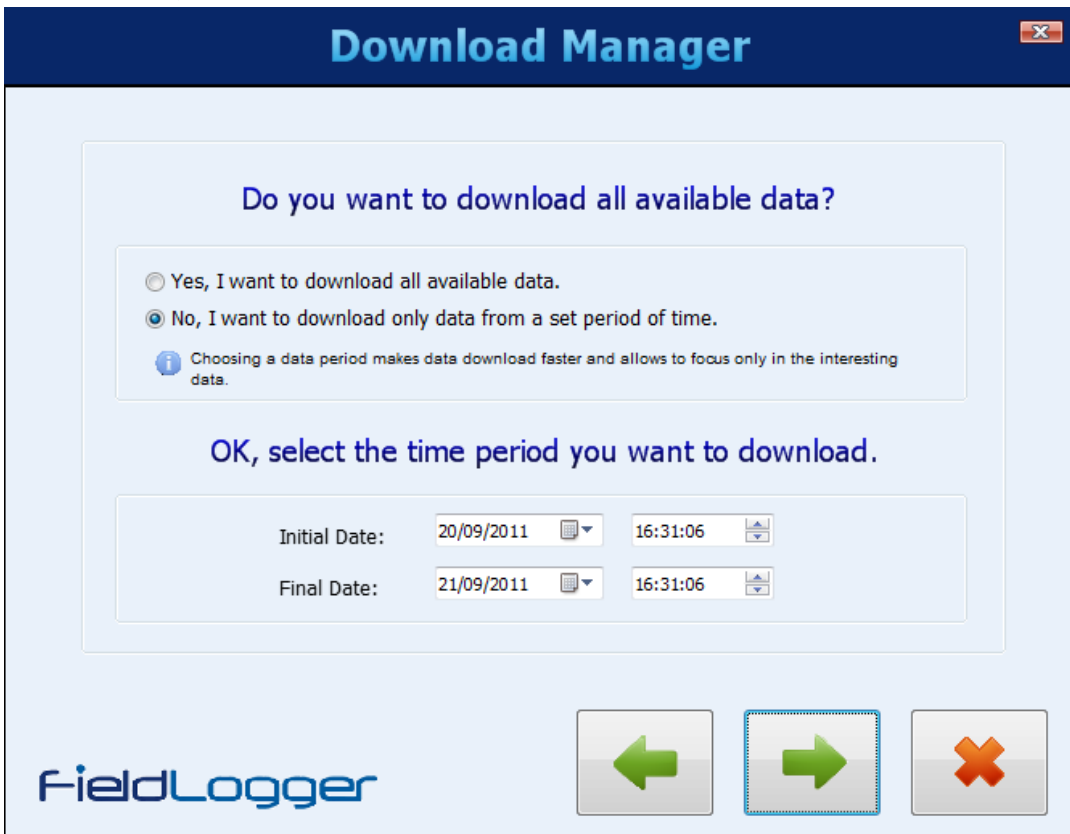 Download Manager
Do you want to download all available data?
Yes, I want to download all available data.
No, I want to download only data from a set period of time.
Choosing a data period makes data download faster and allows to focus only in the interesting
data.
OK, select the time period you want to download.
Initial Date: 20/09/2011 16:31:06
Final Date: 21/09/2011 16:31:06
FieldLogger